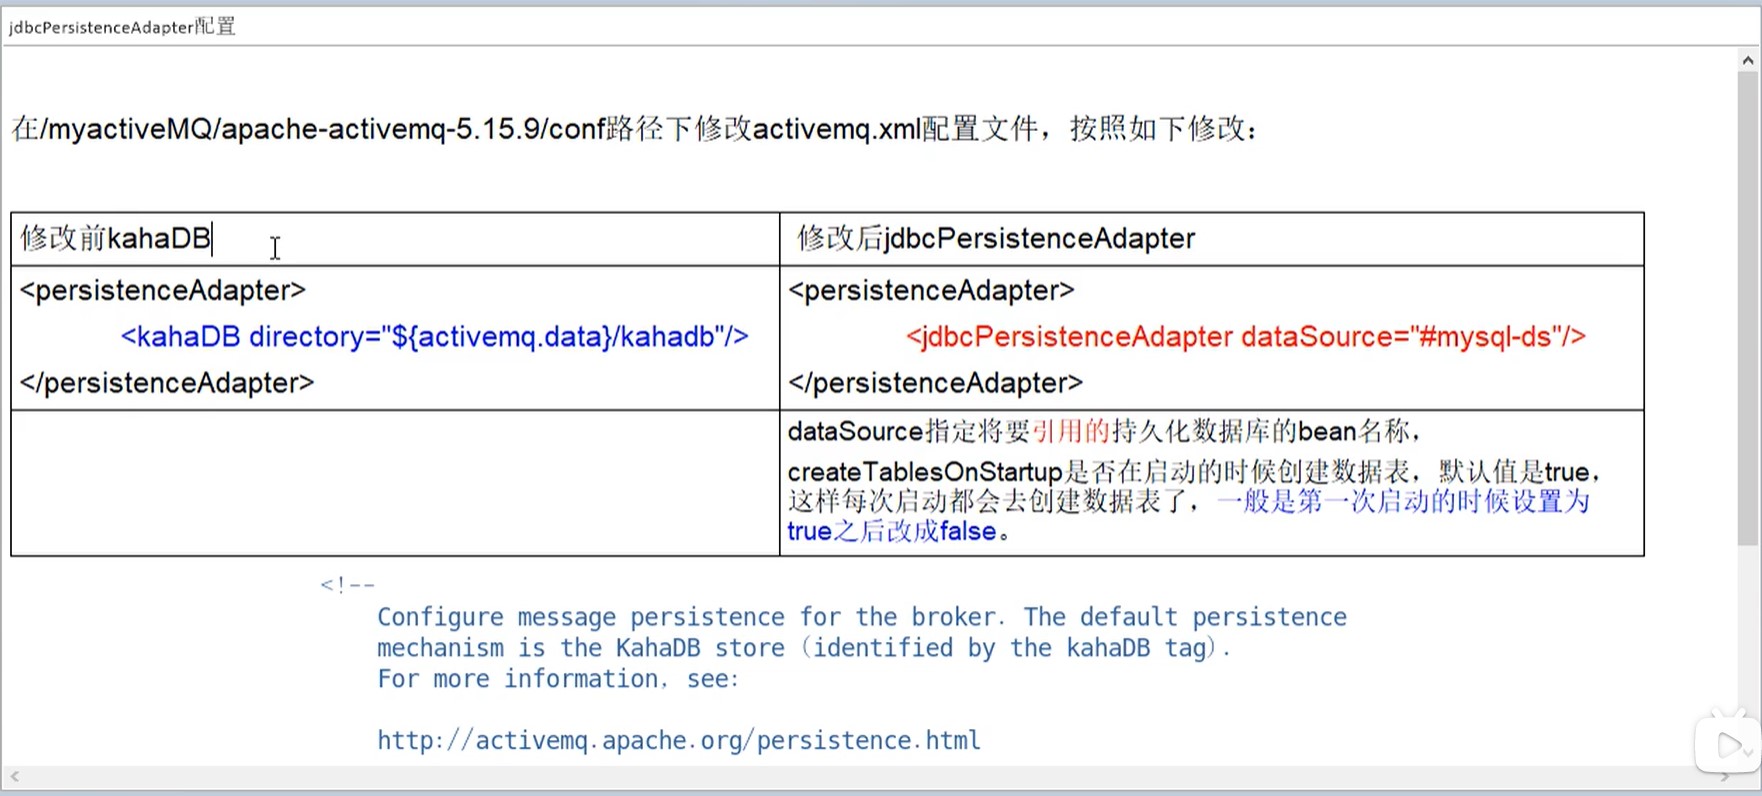 jdbcPersistenceAdapter配置
在/myactiveMQ/apache-activemq-5.15.9/conf路径下修改activemq.xml配置文件，按照如下修改：
修改前kahaDB
修改后jdbcPersistenceAdapter
<persistenceAdapter>
<kahaDB directory="${activemq.data}/kahadb"/>
</persistenceAdapter>
<persistenceAdapter>
<jdbcPersistenceAdapter dataSource="#mysql-ds"/>
</persistenceAdapter>
dataSource指定将要引用的持久化数据库的bean名称，
createTablesOnStartup是否在启动的时候创建数据表，默认值是true，
这样每次启动都会去创建数据表了，一般是第一次启动的时候设置为
true之后改成false。
<!--
Configure message persistence for the broker. The default persistence
mechanism is the KahaDB store (identified by the kahaDB tag).
For more information, see:
http://activemq.apache.org/persistence.html